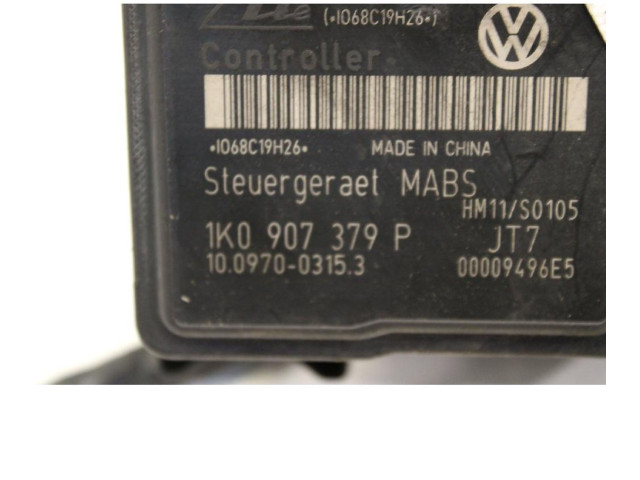 (•I068C19H26•)
Controller
•I068C19H26• MADE IN CHINA
Steuergeraet MABS
HM11/S0105
1K0 907 379 P JT7
10.0970-0315.3 00009496E5